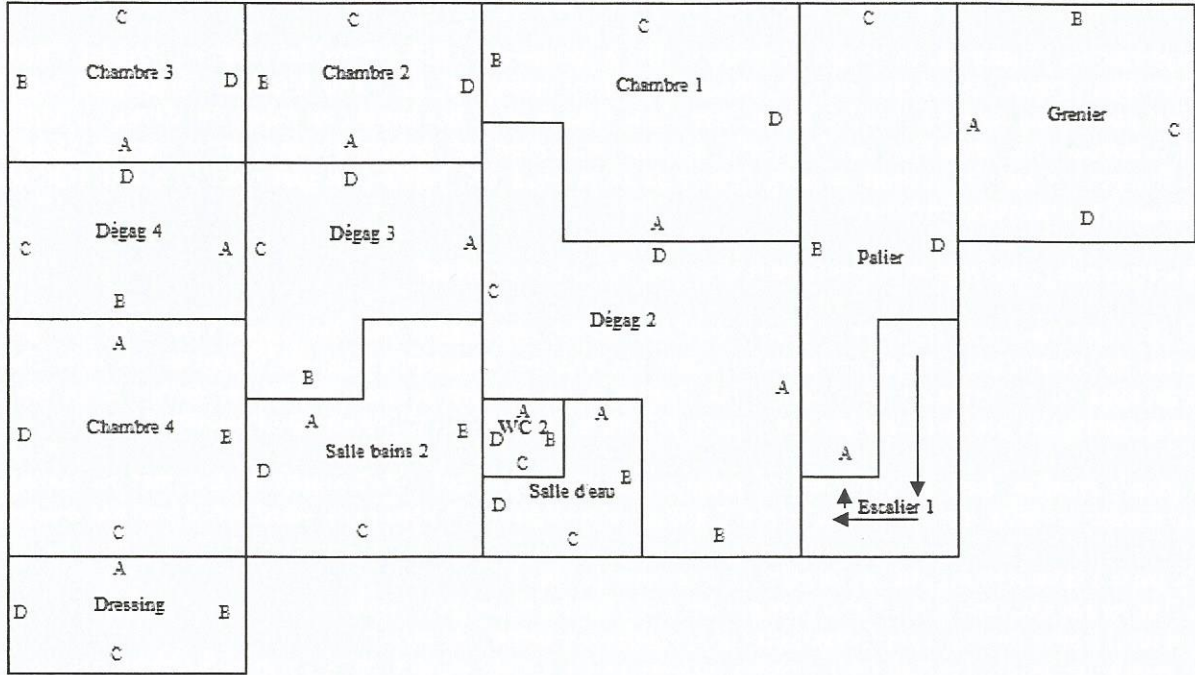 C
B Chambre 3 D
A
C
B Chambre 2 D
A
C
B
Chambre 1
D
A
C
B
Palier
D
A
B
A Grenier C
D
D
Dégag 4
C A
B
D
Dégag 3
C A
B
D
C
Dégag 2
A
B
A
Chambre 4
D B
C
A
Salle bains 2
B
D
C
A
WC 2
D B
C
A
B
Salle d'eau
D
C
Escalier 1
A
Dressing
D B
C